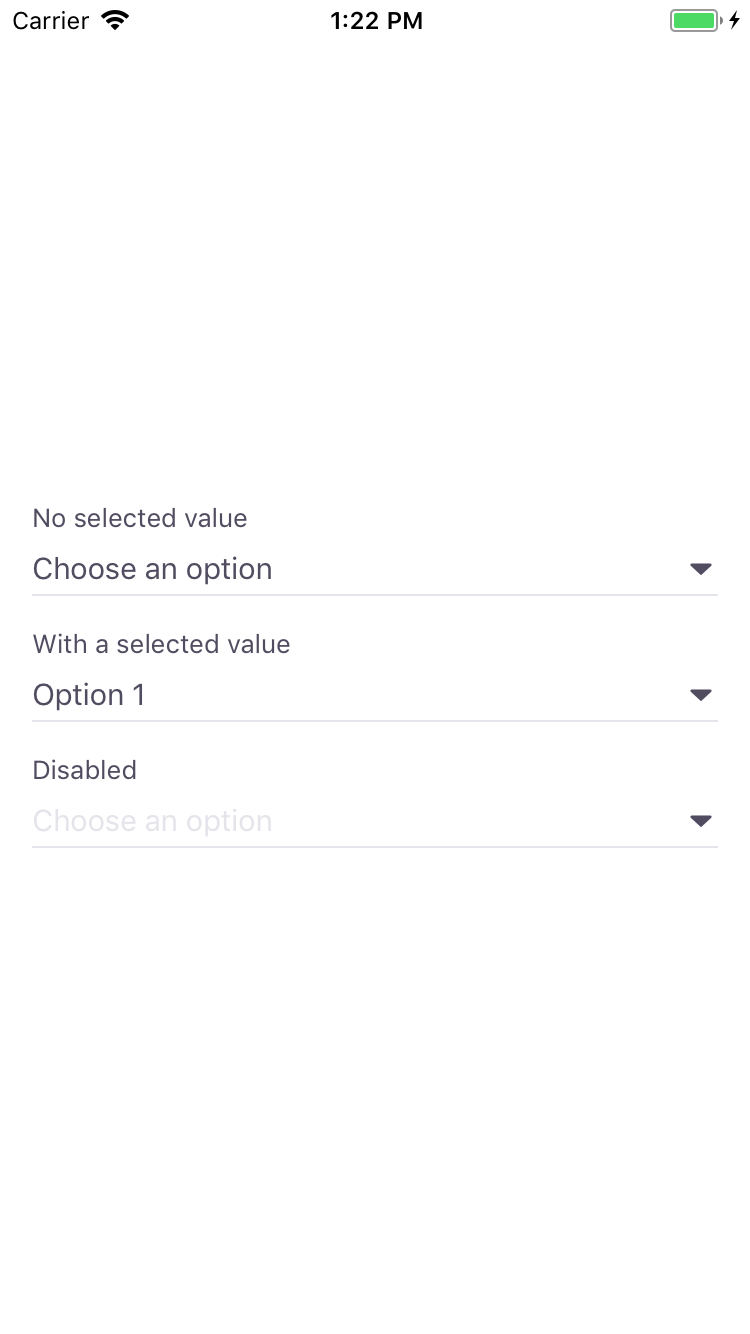 Carrier 1:22 PM
No selected value
Choose an option
With a selected value
Option 1
Disabled
Choose an option